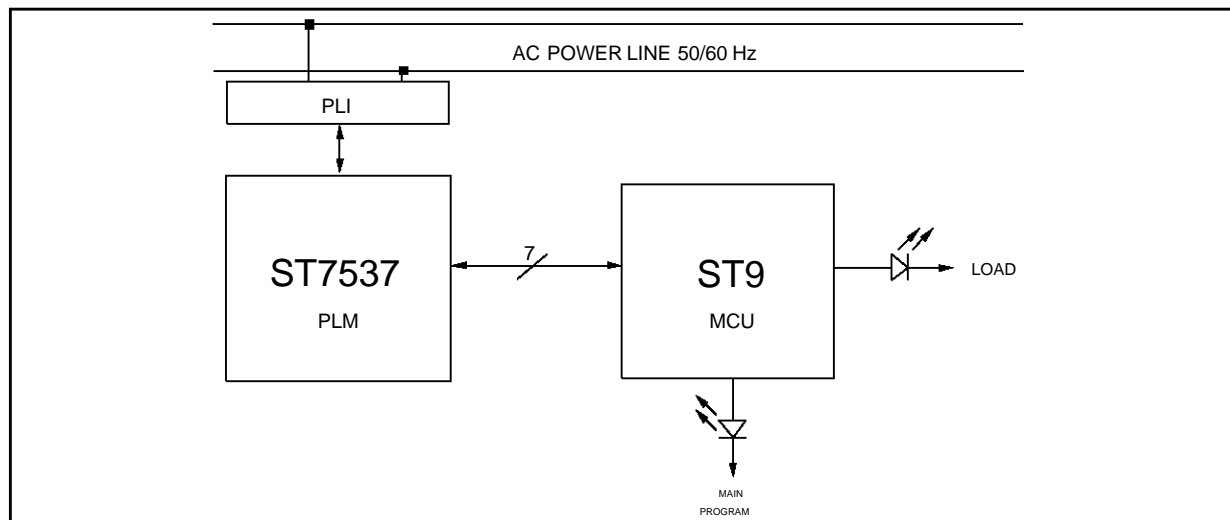 AC POWER LINE 50/60 Hz
PLI
ST7537
PLM
7
ST9
MCU
LOAD
MAIN
PROGRAM